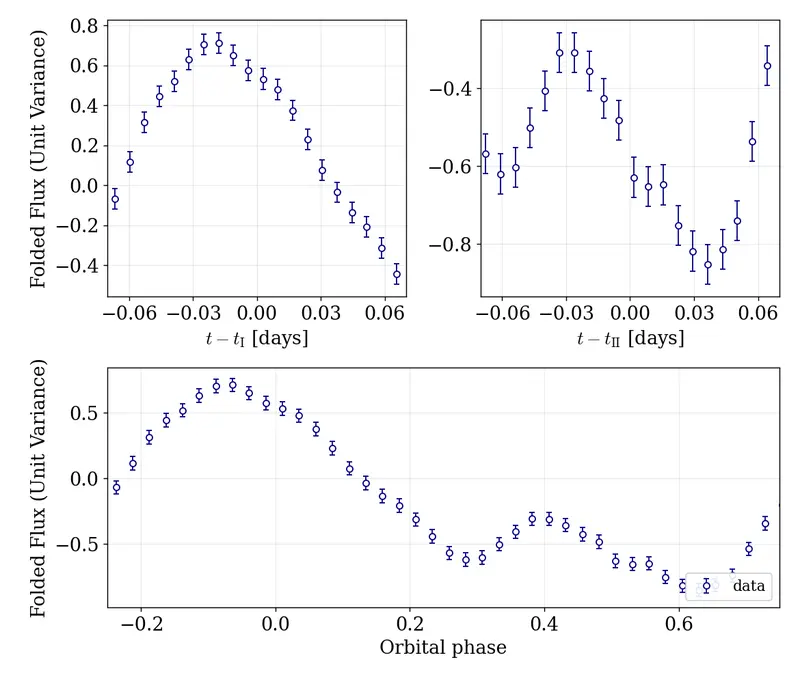 Folded Flux (Unit Variance)
0.8
0.6
0.4
0.2
0.0
−0.2
−0.4
−0.06 −0.03 0.00 0.03 0.06
t − t_I [days]
−0.4
−0.6
−0.8
−0.06 −0.03 0.00 0.03 0.06
t − t_II [days]
Folded Flux (Unit Variance)
0.5
0.0
−0.5
−0.2 0.0 0.2 0.4 0.6
Orbital phase
data